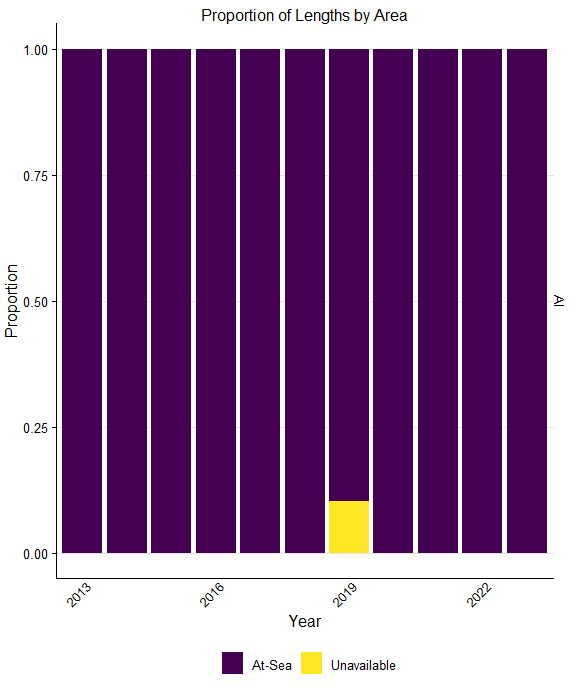 Proportion of Lengths by Area
1.00
0.75
0.50
0.25
0.00
Proportion
AI
2013
2016
2019
2022
Year
At-Sea
Unavailable